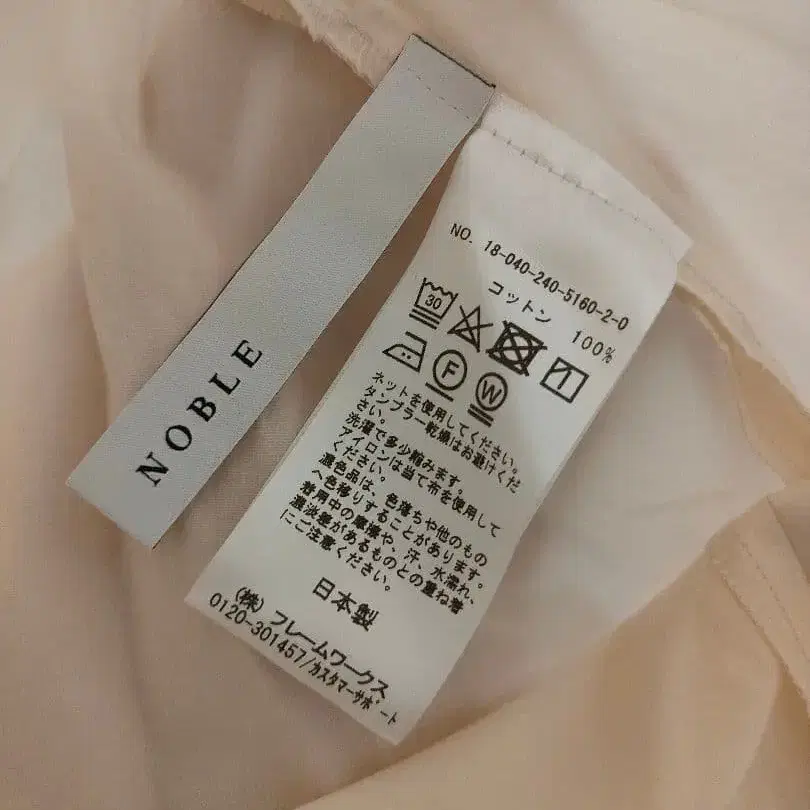 NOBLE
NO. 18-040-240-5160-2-0
コットン 100%
30
F W
ネットを使用してください。
タンブラー乾燥はお避けくだ
さい。
洗濯で多少縮みます。
アイロンは当て布を使用して
ください。
濃色品は、色落ちや他のもの
へ色移りすることがあります。
着用中の摩擦や、汗、水濡れ、
濃淡差があるものとの重ね着
にご注意ください。
日本製
(株)フレームワークス
0120-301457/カスタマーサポート